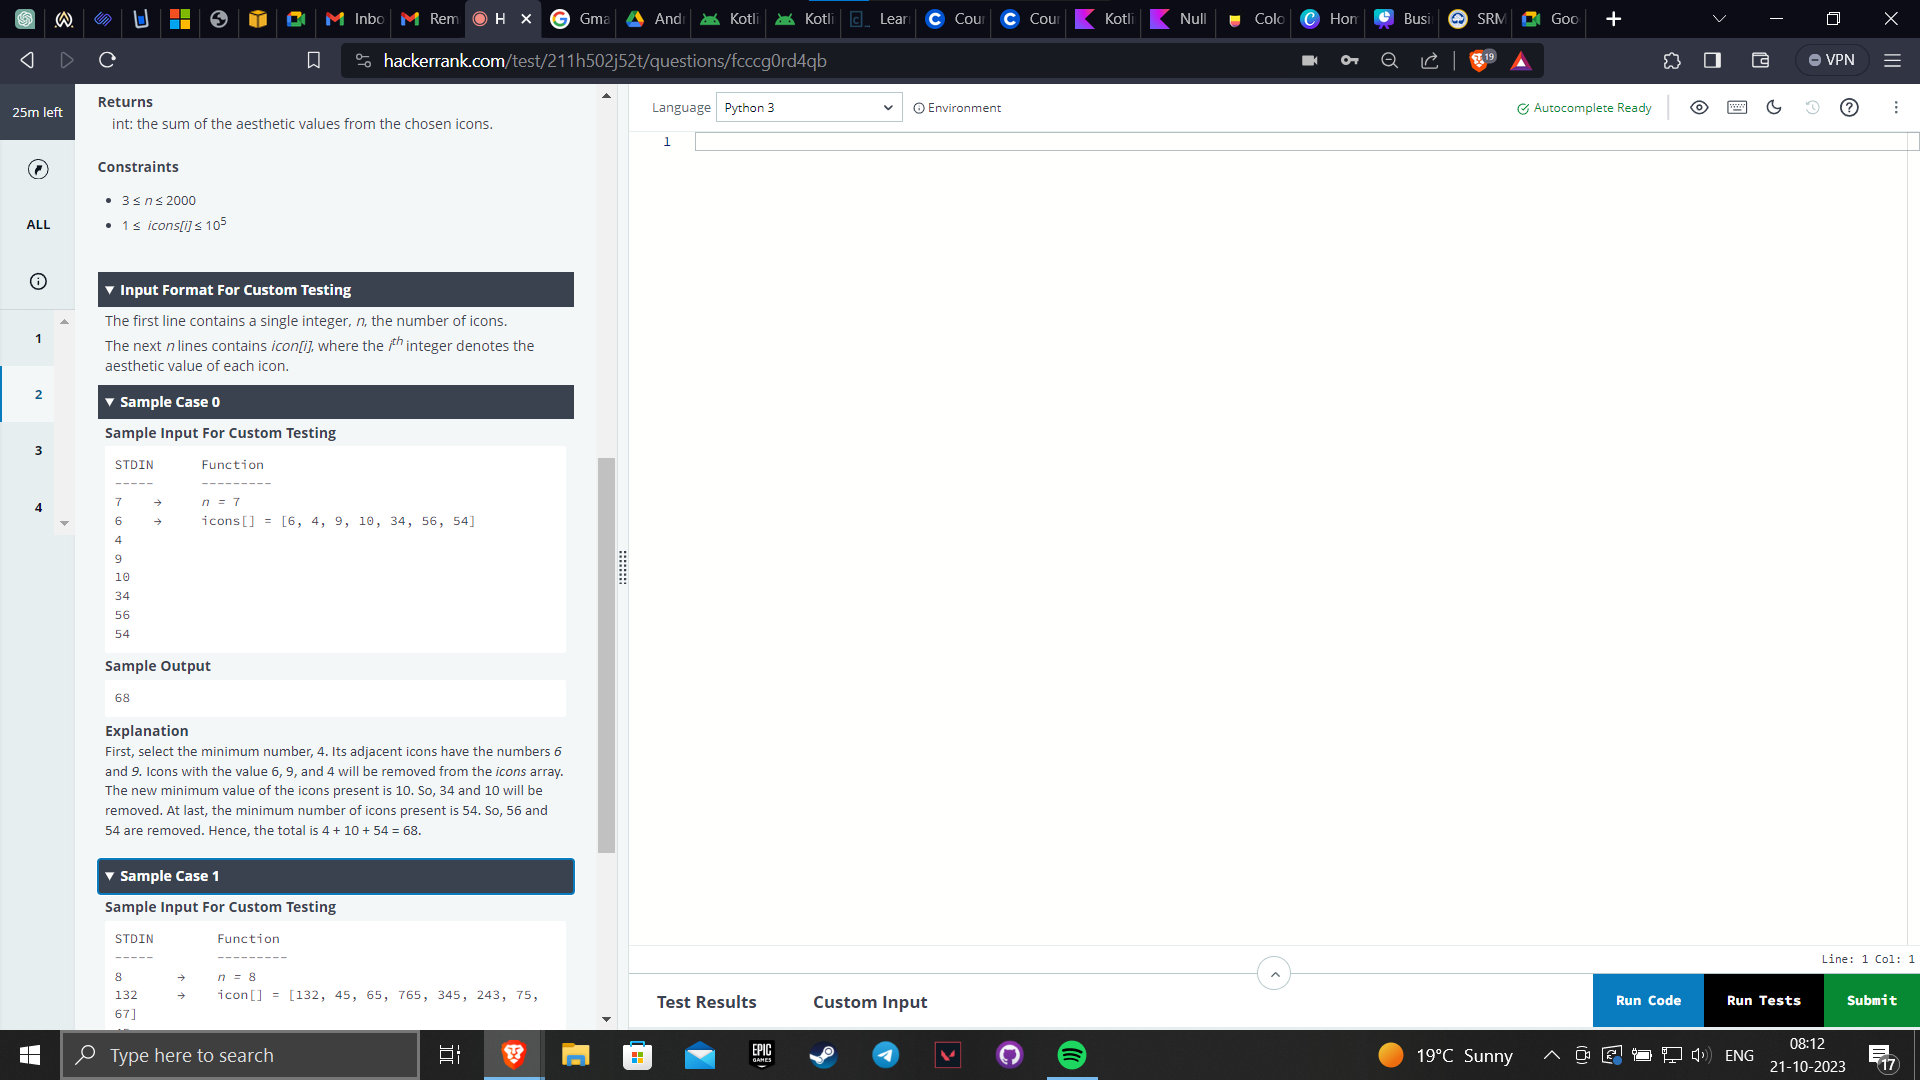 Inbo
Rem
H
Gma
And
Kotli
Kotli
Lear
Cour
Cour
Kotli
Null
Colo
Hom
Busi
SRM
Goo
hackerrank.com/test/211h502j52t/questions/fcccg0rd4qb
19
VPN
25m left
ALL
1
2
3
4
Returns
int: the sum of the aesthetic values from the chosen icons.
Constraints
• 3 ≤ n ≤ 2000
• 1 ≤ icons[i] ≤ 10^5
▼ Input Format For Custom Testing
The first line contains a single integer, n, the number of icons.
The next n lines contains icon[i], where the i^th integer denotes the
aesthetic value of each icon.
▼ Sample Case 0
Sample Input For Custom Testing
STDIN Function
----- ---------
7 → n = 7
6 → icons[] = [6, 4, 9, 10, 34, 56, 54]
4
9
10
34
56
54
Sample Output
68
Explanation
First, select the minimum number, 4. Its adjacent icons have the numbers 6
and 9. Icons with the value 6, 9, and 4 will be removed from the icons array.
The new minimum value of the icons present is 10. So, 34 and 10 will be
removed. At last, the minimum number of icons present is 54. So, 56 and
54 are removed. Hence, the total is 4 + 10 + 54 = 68.
▼ Sample Case 1
Sample Input For Custom Testing
STDIN Function
----- ---------
8 → n = 8
132 → icon[] = [132, 45, 65, 765, 345, 243, 75,
67]
Language Python 3 Environment
Autocomplete Ready
1
Line: 1 Col: 1
Test Results Custom Input
Run Code Run Tests Submit
Type here to search
EPIC GAMES
19°C Sunny
ENG
08:12
21-10-2023
17